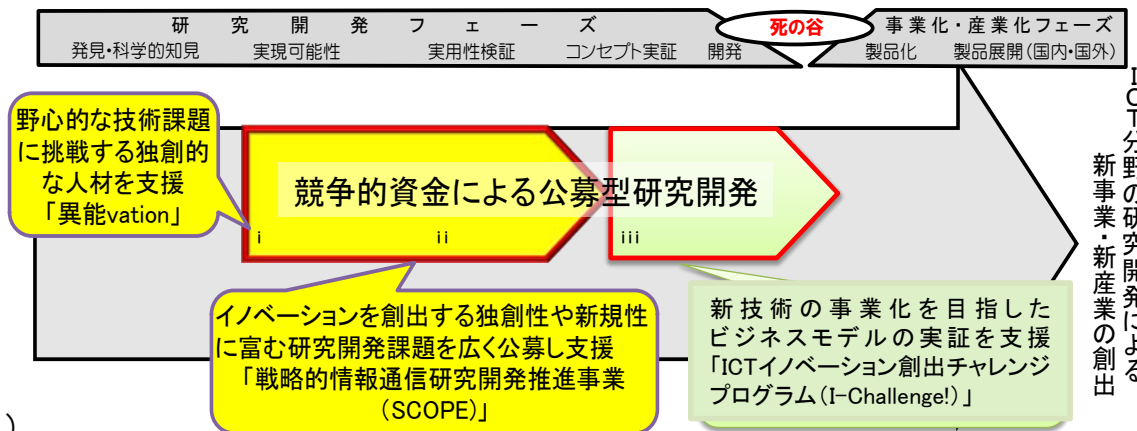 研究開発フェーズ
死の谷
事業化・産業化フェーズ
発見・科学的知見 実現可能性 実用性検証 コンセプト実証 開発
製品化 製品展開（国内・国外）
野心的な技術課題
に挑戦する独創的
な人材を支援
「異能vation」
競争的資金による公募型研究開発
i ii iii
イノベーションを創出する独創性や新規性
に富む研究開発課題を広く公募し支援
「戦略的情報通信研究開発推進事業
（SCOPE）」
新技術の事業化を目指した
ビジネスモデルの実証を支援
「ICTイノベーション創出チャレンジ
プログラム（I-Challenge!）」
ICT分野の研究開発による
新事業・新産業の創出
）